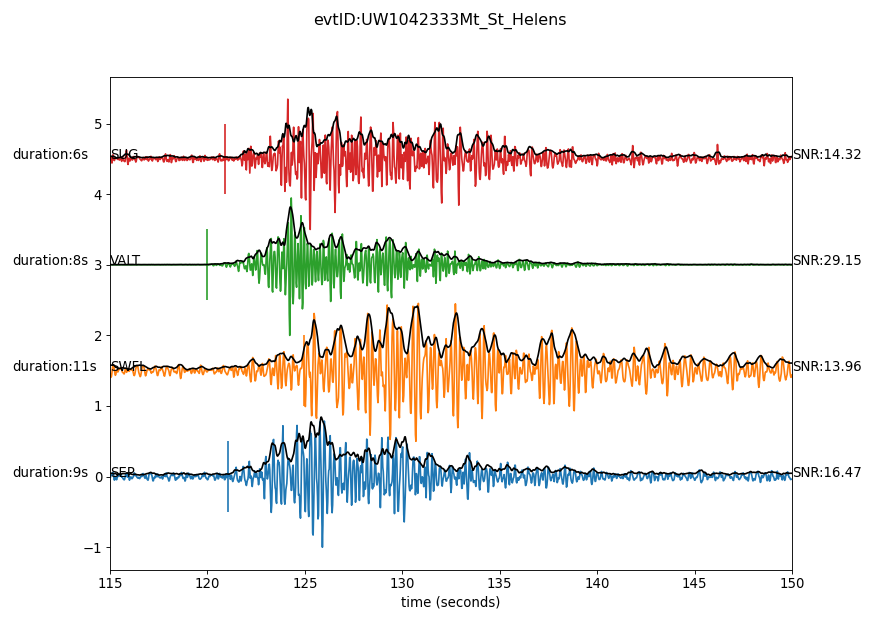 evtID:UW1042333Mt_St_Helens
5
duration:6s SUG SNR:14.32
4
duration:8s 3 VALT SNR:29.15
2
duration:11s SWFL SNR:13.96
1
duration:9s 0 SEP SNR:16.47
−1
115 120 125 130 135 140 145 150
time (seconds)